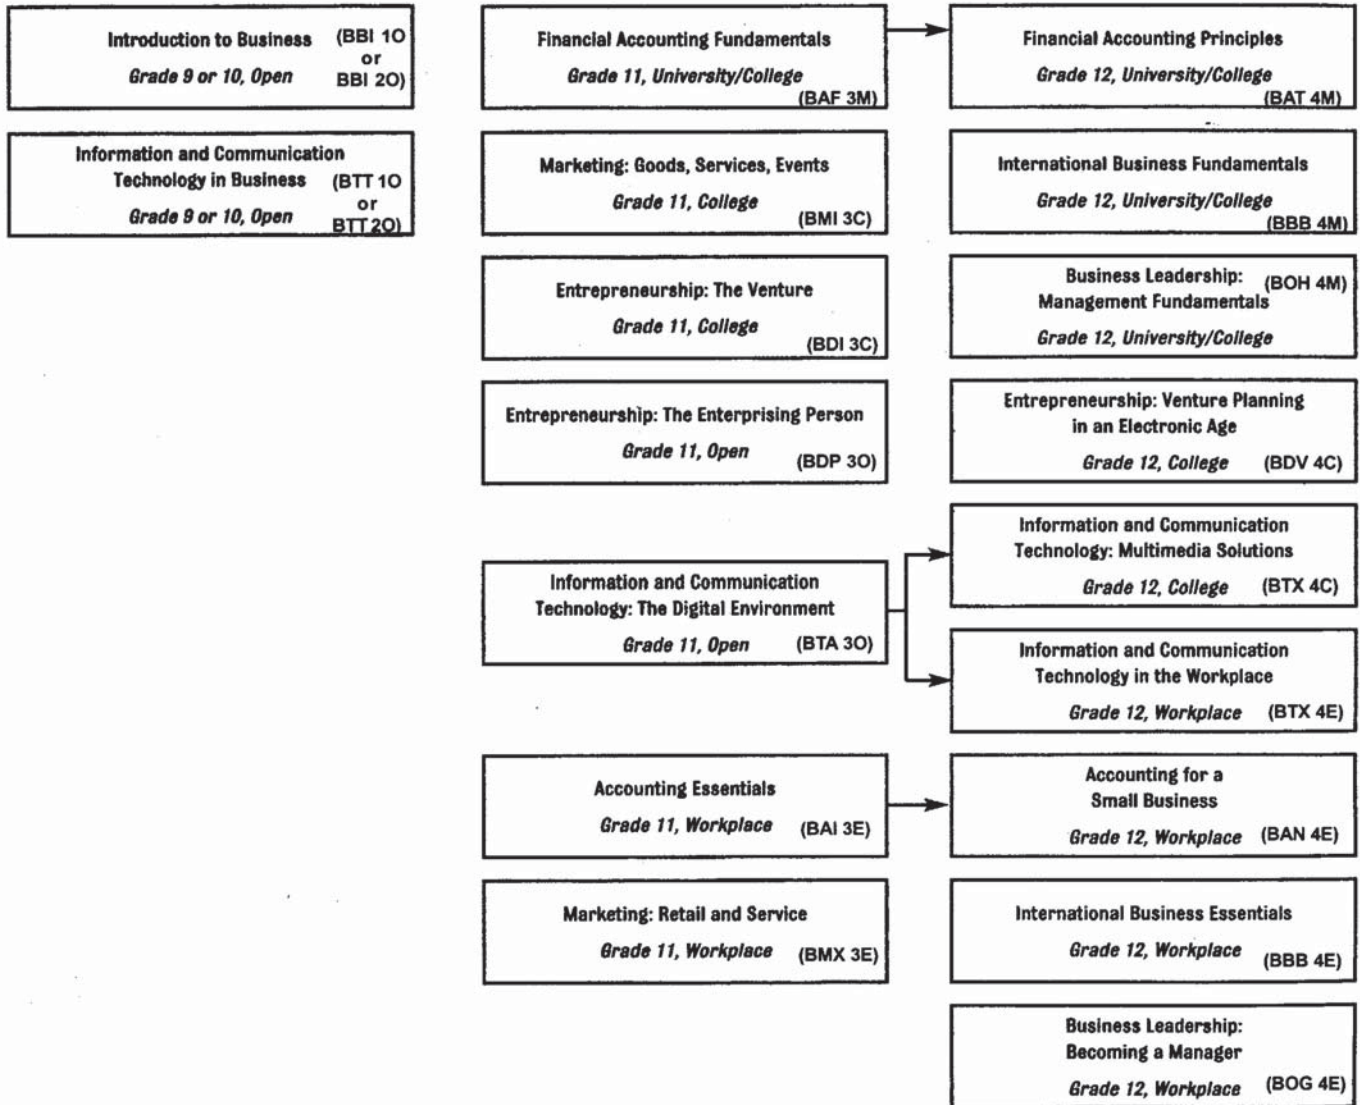 Introduction to Business (BBI 1O
or
Grade 9 or 10, Open BBI 2O)
Information and Communication
Technology in Business (BTT 1O
or
Grade 9 or 10, Open BTT 2O)
Financial Accounting Fundamentals
Grade 11, University/College
(BAF 3M)
Marketing: Goods, Services, Events
Grade 11, College
(BMI 3C)
Entrepreneurship: The Venture
Grade 11, College
(BDI 3C)
Entrepreneurship: The Enterprising Person
Grade 11, Open (BDP 3O)
Information and Communication
Technology: The Digital Environment
Grade 11, Open (BTA 3O)
Accounting Essentials
Grade 11, Workplace (BAI 3E)
Marketing: Retail and Service
Grade 11, Workplace (BMX 3E)
Financial Accounting Principles
Grade 12, University/College
(BAT 4M)
International Business Fundamentals
Grade 12, University/College
(BBB 4M)
Business Leadership: (BOH 4M)
Management Fundamentals
Grade 12, University/College
Entrepreneurship: Venture Planning
in an Electronic Age
Grade 12, College (BDV 4C)
Information and Communication
Technology: Multimedia Solutions
Grade 12, College (BTX 4C)
Information and Communication
Technology in the Workplace
Grade 12, Workplace (BTX 4E)
Accounting for a
Small Business
Grade 12, Workplace (BAN 4E)
International Business Essentials
Grade 12, Workplace (BBB 4E)
Business Leadership:
Becoming a Manager
Grade 12, Workplace (BOG 4E)